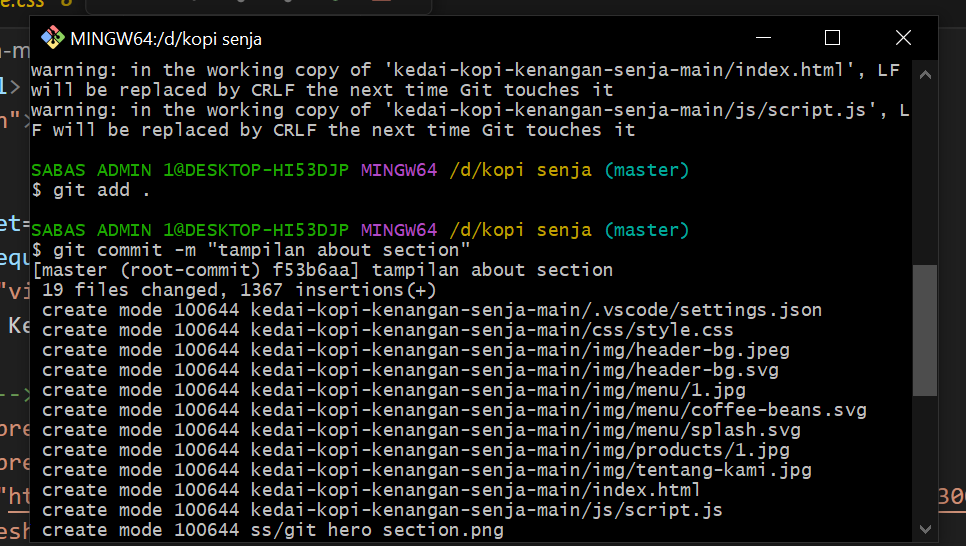 e.css
MINGW64:/d/kopi senja
warning: in the working copy of 'kedai-kopi-kenangan-senja-main/index.html', LF
will be replaced by CRLF the next time Git touches it
warning: in the working copy of 'kedai-kopi-kenangan-senja-main/js/script.js', L
F will be replaced by CRLF the next time Git touches it
SABAS ADMIN 1@DESKTOP-HI53DJP MINGW64 /d/kopi senja (master)
$ git add .
SABAS ADMIN 1@DESKTOP-HI53DJP MINGW64 /d/kopi senja (master)
$ git commit -m "tampilan about section"
[master (root-commit) f53b6aa] tampilan about section
19 files changed, 1367 insertions(+)
create mode 100644 kedai-kopi-kenangan-senja-main/.vscode/settings.json
create mode 100644 kedai-kopi-kenangan-senja-main/css/style.css
create mode 100644 kedai-kopi-kenangan-senja-main/img/header-bg.jpeg
create mode 100644 kedai-kopi-kenangan-senja-main/img/header-bg.svg
create mode 100644 kedai-kopi-kenangan-senja-main/img/menu/1.jpg
create mode 100644 kedai-kopi-kenangan-senja-main/img/menu/coffee-beans.svg
create mode 100644 kedai-kopi-kenangan-senja-main/img/menu/splash.svg
create mode 100644 kedai-kopi-kenangan-senja-main/img/products/1.jpg
create mode 100644 kedai-kopi-kenangan-senja-main/img/tentang-kami.jpg
create mode 100644 kedai-kopi-kenangan-senja-main/index.html
create mode 100644 kedai-kopi-kenangan-senja-main/js/script.js
create mode 100644 ss/git hero section.png